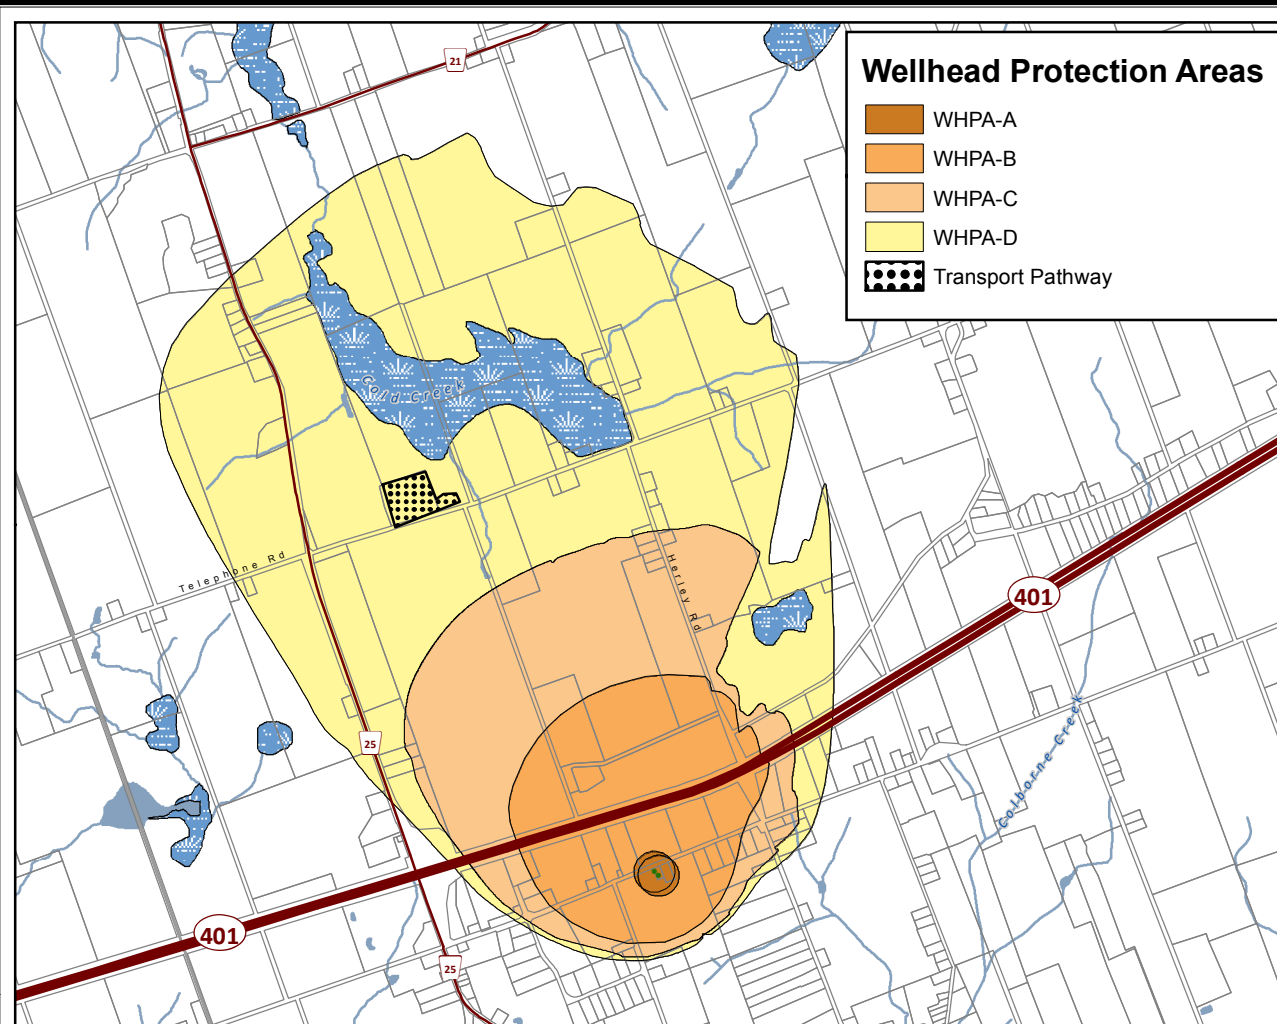 Wellhead Protection Areas
WHPA-A
WHPA-B
WHPA-C
WHPA-D
Transport Pathway
21
Cold Creek
Telephone Rd
Herley Rd
401
25
Colborne Creek
401
25